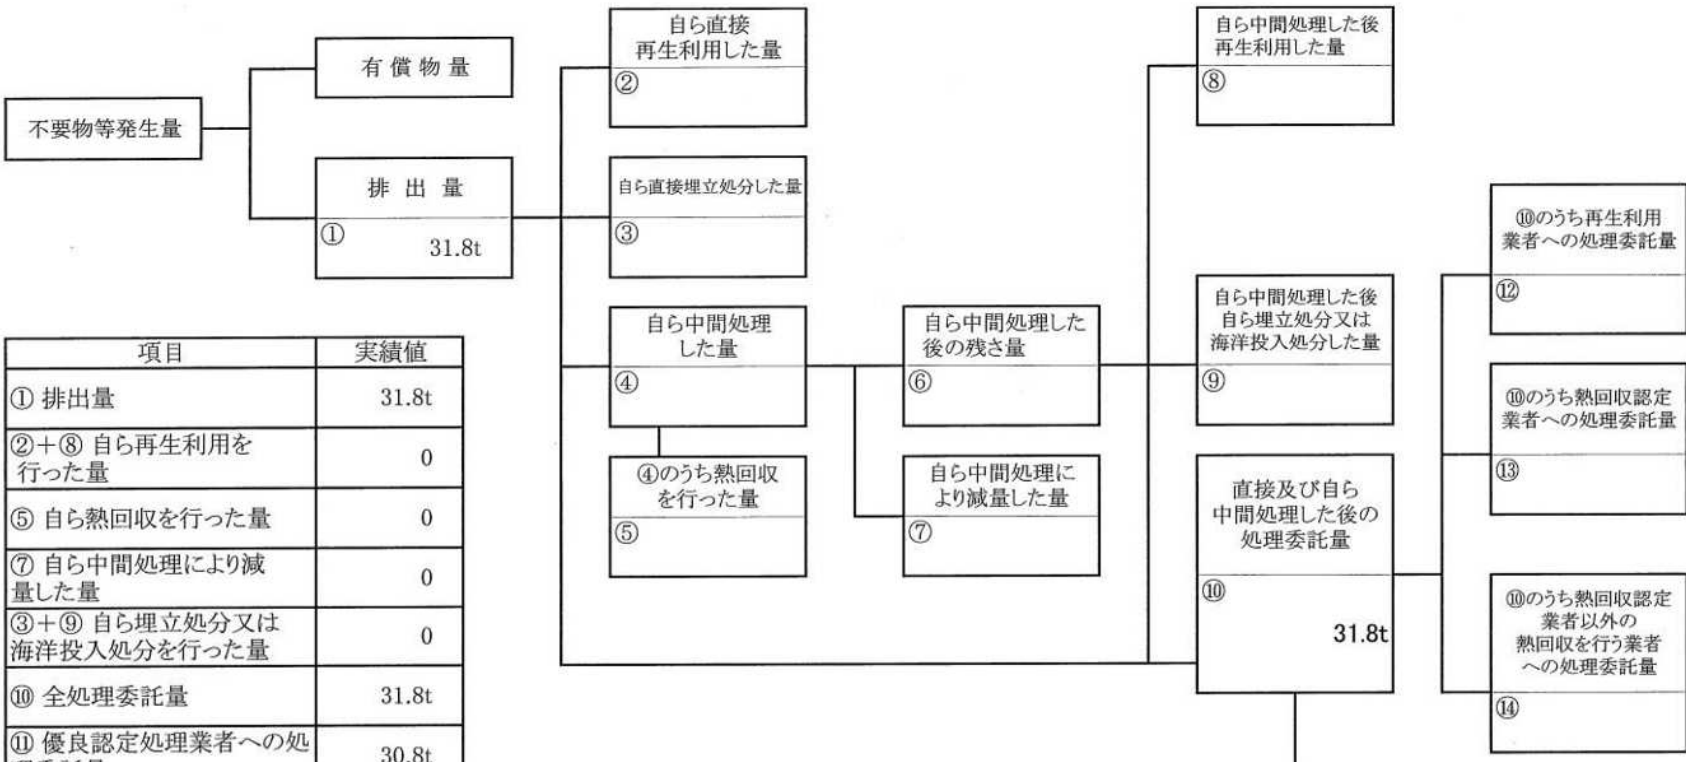 不要物等発生量
有 償 物 量
排 出 量
①
31.8t
自ら直接
再生利用した量
②
自ら直接埋立処分した量
③
自ら中間処理
した量
④
④のうち熱回収
を行った量
⑤
自ら中間処理した
後の残さ量
⑥
自ら中間処理に
より減量した量
⑦
自ら中間処理した後
再生利用した量
⑧
自ら中間処理した後
自ら埋立処分又は
海洋投入処分した量
⑨
直接及び自ら
中間処理した後の
処理委託量
⑩
31.8t
⑩のうち再生利用
業者への処理委託量
⑫
⑩のうち熱回収認定
業者への処理委託量
⑬
⑩のうち熱回収認定
業者以外の
熱回収を行う業者
への処理委託量
⑭
項目 実績値
① 排出量 31.8t
②+⑧ 自ら再生利用を
行った量 0
⑤ 自ら熱回収を行った量 0
⑦ 自ら中間処理により減
量した量 0
③+⑨ 自ら埋立処分又は
海洋投入処分を行った量 0
⑩ 全処理委託量 31.8t
⑪ 優良認定処理業者への処
30.8t